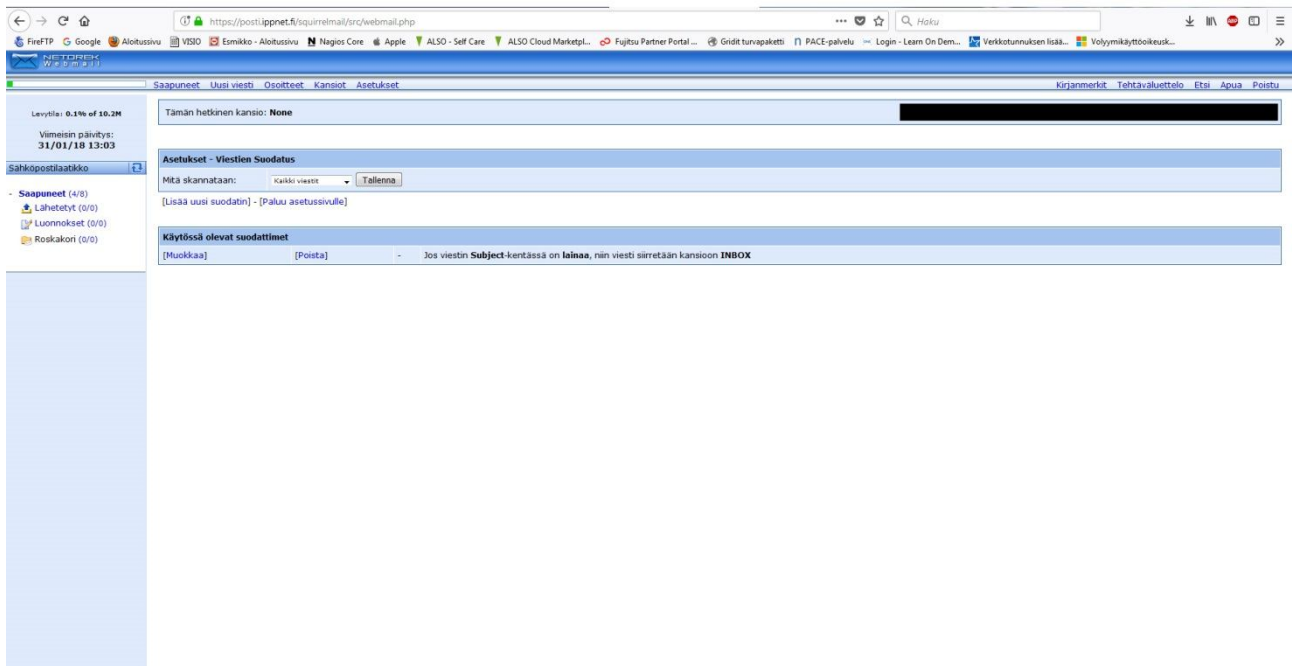 https://posti.ippnet.fi/squirrelmail/src/webmail.php
Haku
FireFTP Google Aloitussivu VISIO Esmikko - Aloitussivu Nagios Core Apple ALSO - Self Care ALSO Cloud Marketpl... Fujitsu Partner Portal ... Gridit turvapaketti PACE-palvelu Login - Learn On Dem... Verkkotunnuksen lisää... Volyymikäyttöoikeusk...
NETOREK
Webmail
Saapuneet Uusi viesti Osoitteet Kansiot Asetukset Kirjanmerkit Tehtäväluettelo Etsi Apua Poistu
Levytila: 0.1% of 10.2M
Viimeisin päivitys:
31/01/18 13:03
Sähköpostilaatikko
- Saapuneet (4/8)
Lähetetyt (0/0)
Luonnokset (0/0)
Roskakori (0/0)
Tämän hetkinen kansio: None
Asetukset - Viestien Suodatus
Mitä skannataan: Kaikki viestit Tallenna
[Lisää uusi suodatin] - [Paluu asetussivulle]
Käytössä olevat suodattimet
[Muokkaa] [Poista] - Jos viestin Subject-kentässä on lainaa, niin viesti siirretään kansioon INBOX